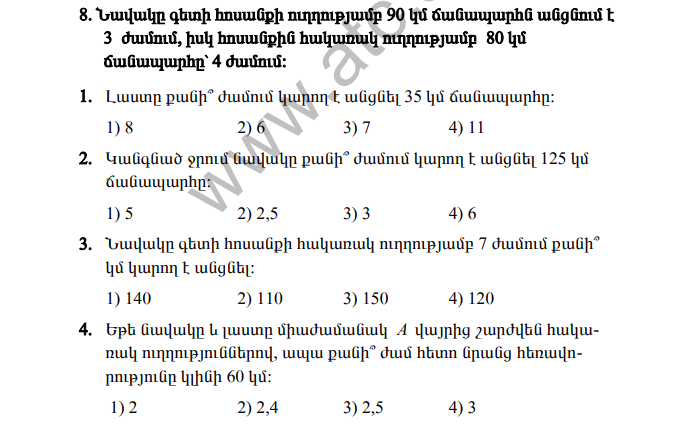 8. Նավակը գետի հոսանքի ուղղությամբ 90 կմ ճանապարհն անցնում է
3 ժամում, իսկ հոսանքին հակառակ ուղղությամբ 80 կմ
ճանապարհը՝ 4 ժամում:
1. Լաստը քանի՞ ժամում կարող է անցնել 35 կմ ճանապարհը:
1) 8 2) 6 3) 7 4) 11
2. Կանգնած ջրում նավակը քանի՞ ժամում կարող է անցնել 125 կմ
ճանապարհը:
1) 5 2) 2,5 3) 3 4) 6
3. Նավակը գետի հոսանքի հակառակ ուղղությամբ 7 ժամում քանի՞
կմ կարող է անցնել:
1) 140 2) 110 3) 150 4) 120
4. Եթե նավակը և լաստը միաժամանակ A վայրից շարժվեն հակա-
ռակ ուղղություններով, ապա քանի՞ ժամ հետո նրանց հեռավո-
րությունը կլինի 60 կմ:
1) 2 2) 2,4 3) 2,5 4) 3